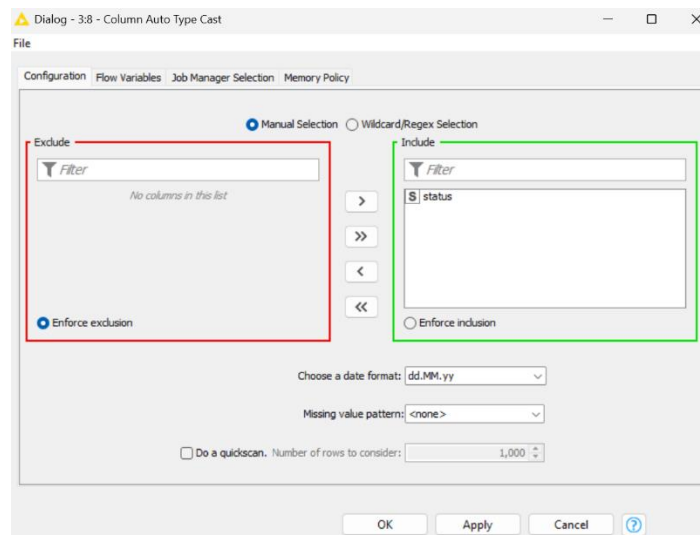 Dialog - 3:8 - Column Auto Type Cast
File
Configuration Flow Variables Job Manager Selection Memory Policy
Manual Selection Wildcard/Regex Selection
Exclude Include
Filter Filter
No columns in this list S status
> 
>>
<
<<
Enforce exclusion Enforce inclusion
Choose a date format: dd.MM.yy
Missing value pattern: <none>
Do a quickscan. Number of rows to consider: 1,000
OK Apply Cancel ?